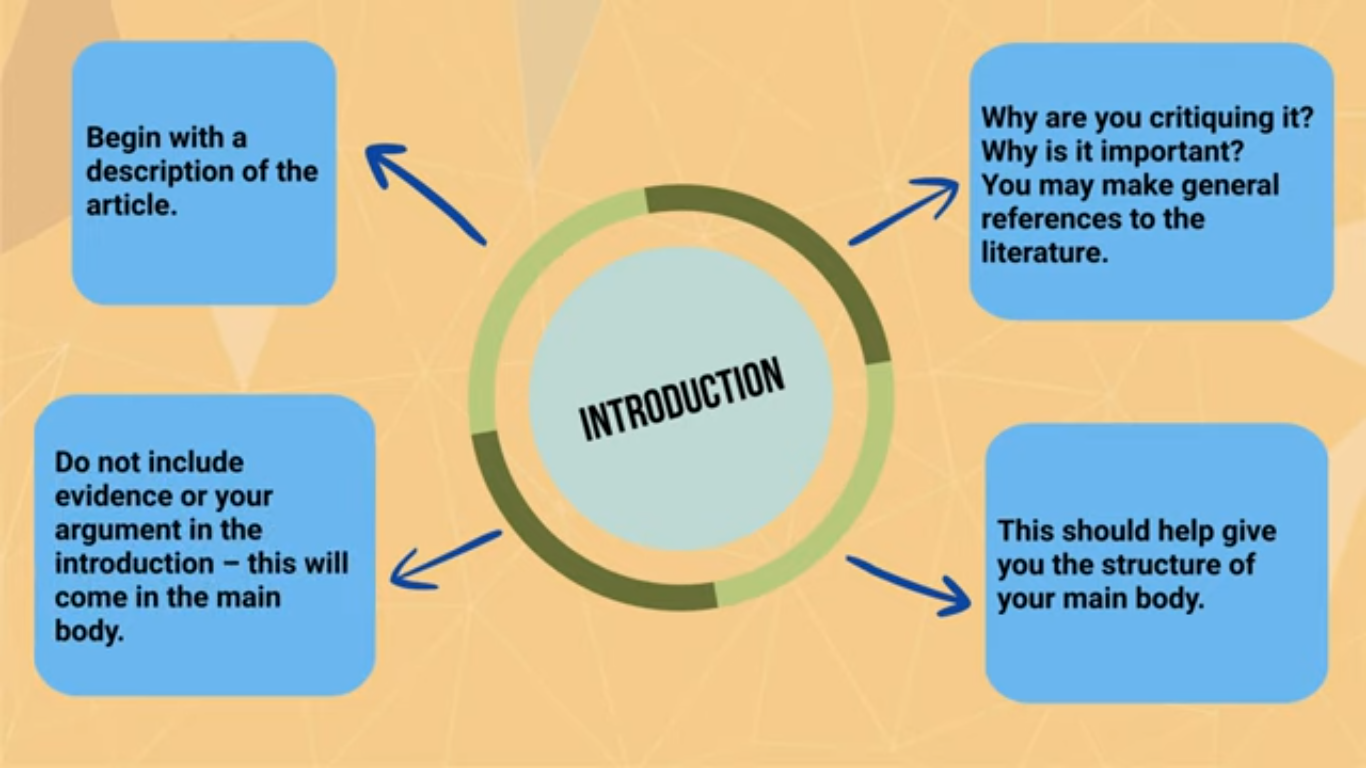 Begin with a
description of the
article.
Why are you critiquing it?
Why is it important?
You may make general
references to the
literature.
INTRODUCTION
Do not include
evidence or your
argument in the
introduction – this will
come in the main
body.
This should help give
you the structure of
your main body.